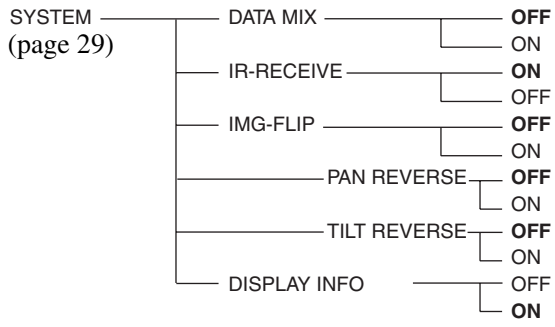 SYSTEM DATA MIX OFF
(page 29) ON
IR-RECEIVE ON
OFF
IMG-FLIP OFF
ON
PAN REVERSE OFF
ON
TILT REVERSE OFF
ON
DISPLAY INFO OFF
ON